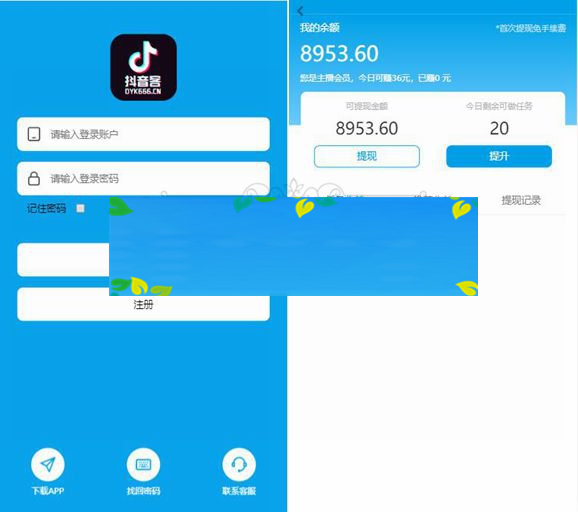 抖音客
DYK666.CN
请输入登录账户
请输入登录密码
记住密码
注册
下载APP
找回密码
联系客服
我的余额
*首次提现免手续费
8953.60
您是主播会员，今日可赚36元，已赚0 元
可提现金额
今日剩余可做任务
8953.60
20
提现
提升
提现记录